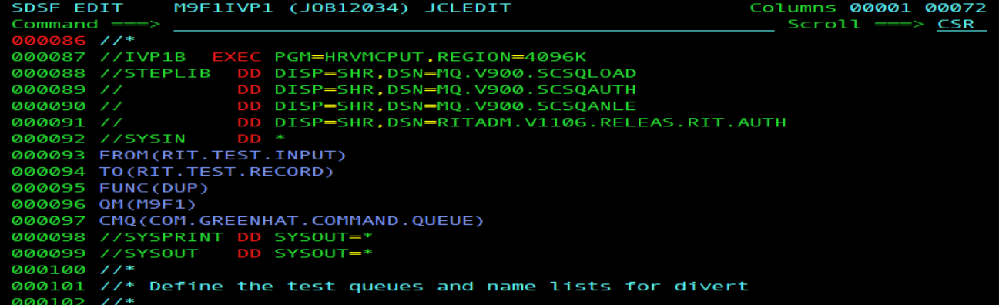 SDSF EDIT    M9F1IVP1 (JOB12034) JCLEDIT                    Columns 00001 00072
Command ===>                                                  Scroll ===> CSR
000086 //*
000087 //IVP1B  EXEC PGM=HRVMCPUT,REGION=4096K
000088 //STEPLIB  DD DISP=SHR,DSN=MQ.V900.SCSQLOAD
000089 //         DD DISP=SHR,DSN=MQ.V900.SCSQAUTH
000090 //         DD DISP=SHR,DSN=MQ.V900.SCSQANLE
000091 //         DD DISP=SHR,DSN=RITADM.V1106.RELEAS.RIT.AUTH
000092 //SYSIN    DD *
000093 FROM(RIT.TEST.INPUT)
000094 TO(RIT.TEST.RECORD)
000095 FUNC(DUP)
000096 QM(M9F1)
000097 CMQ(COM.GREENHAT.COMMAND.QUEUE)
000098 //SYSPRINT DD SYSOUT=*
000099 //SYSOUT   DD SYSOUT=*
000100 //*
000101 //* Define the test queues and name lists for divert
000102 //*